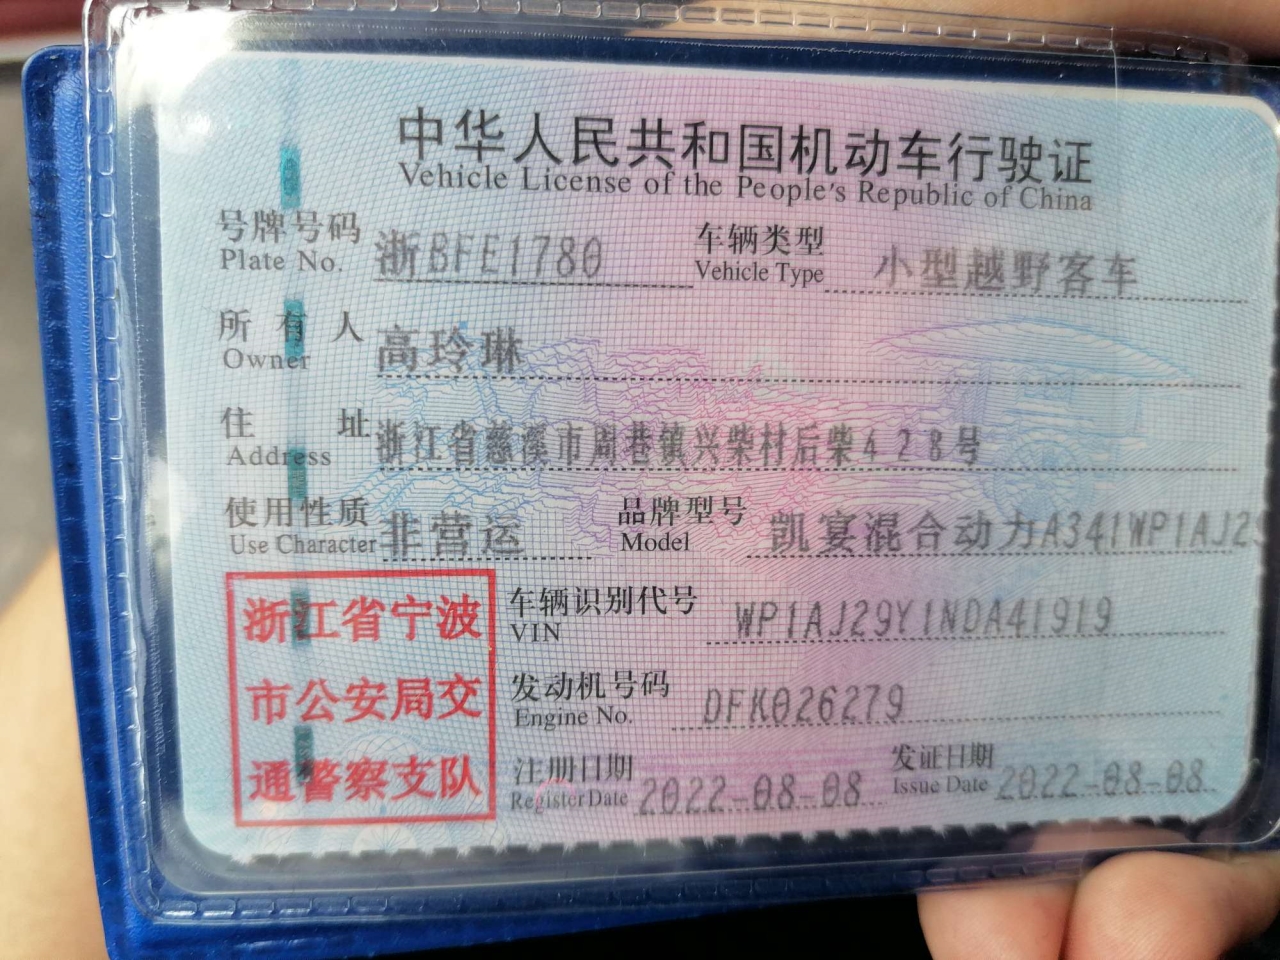 中华人民共和国机动车行驶证
Vehicle License of the People's Republic of China
号牌号码 浙BFE1780 车辆类型 小型越野客车
Plate No. Vehicle Type
所有人 高玲琳
Owner
住址 浙江省慈溪市周巷镇兴柴村后柴428号
Address
使用性质 非营运 品牌型号 凯宴混合动力A341WP1AJ29
Use Character Model
浙江省宁波
市公安局交
通警察支队
车辆识别代号 WP1AJ29Y1NDA41919
VIN
发动机号码 DFK026279
Engine No.
注册日期 2022-08-08 发证日期 2022-08-08
Register Date Issue Date